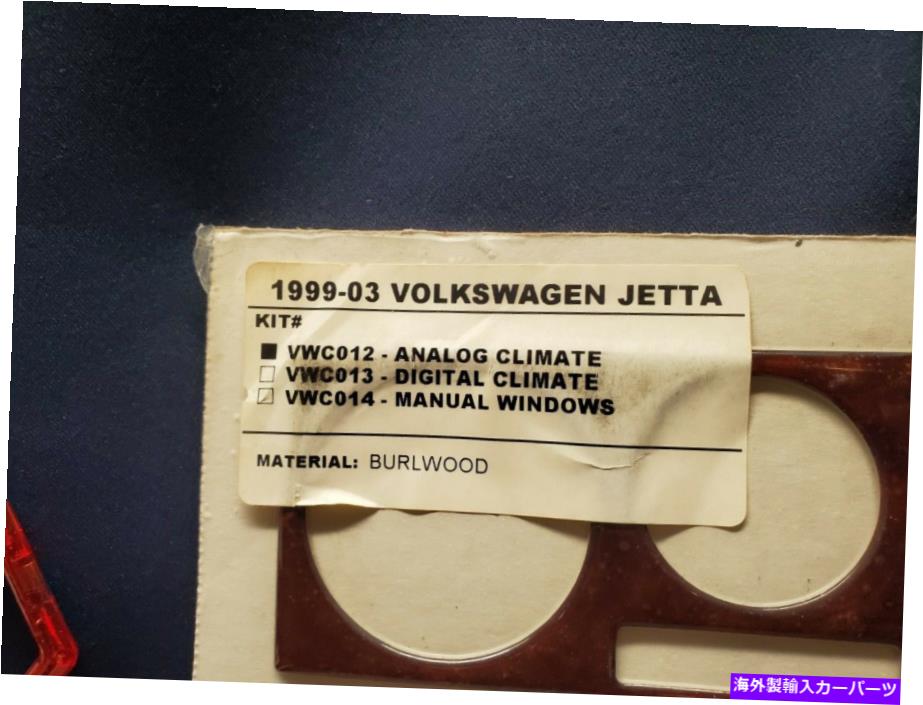 1999-03 VOLKSWAGEN JETTA
KIT#
VWC012 - ANALOG CLIMATE
VWC013 - DIGITAL CLIMATE
VWC014 - MANUAL WINDOWS
MATERIAL: BURLWOOD
海外製輸入カーパーツ